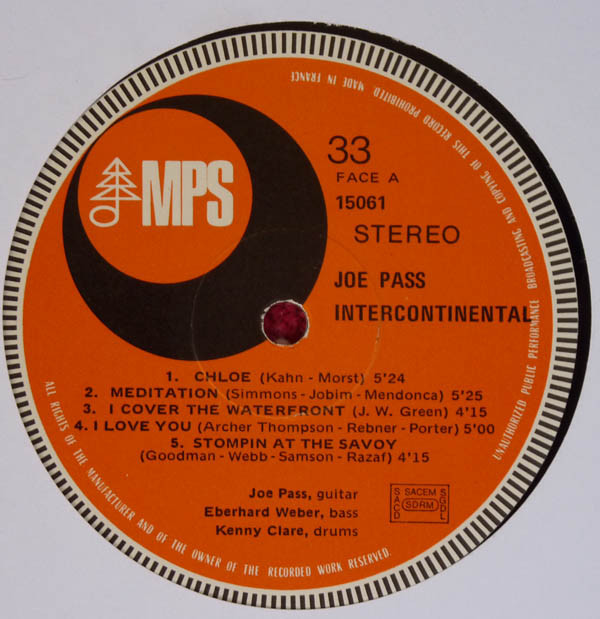 MPS
33
FACE A
15061
STEREO
JOE PASS
INTERCONTINENTAL
1. CHLOE (Kahn - Morst) 5'24
2. MEDITATION (Simmons - Jobim - Mendonca) 5'25
3. I COVER THE WATERFRONT (J. W. Green) 4'15
4. I LOVE YOU (Archer Thompson - Rebner - Porter) 5'00
5. STOMPIN AT THE SAVOY
(Goodman - Webb - Samson - Razaf) 4'15
Joe Pass, guitar
Eberhard Weber, bass
Kenny Clare, drums
SACD
SACEM
SDRM
SGDL
ALL RIGHTS OF THE MANUFACTURER AND OF THE OWNER OF THE RECORDED WORK RESERVED.
UNAUTHORIZED PUBLIC PERFORMANCE BROADCASTING AND COPYING OF THIS RECORD PROHIBITED. MADE IN FRANCE